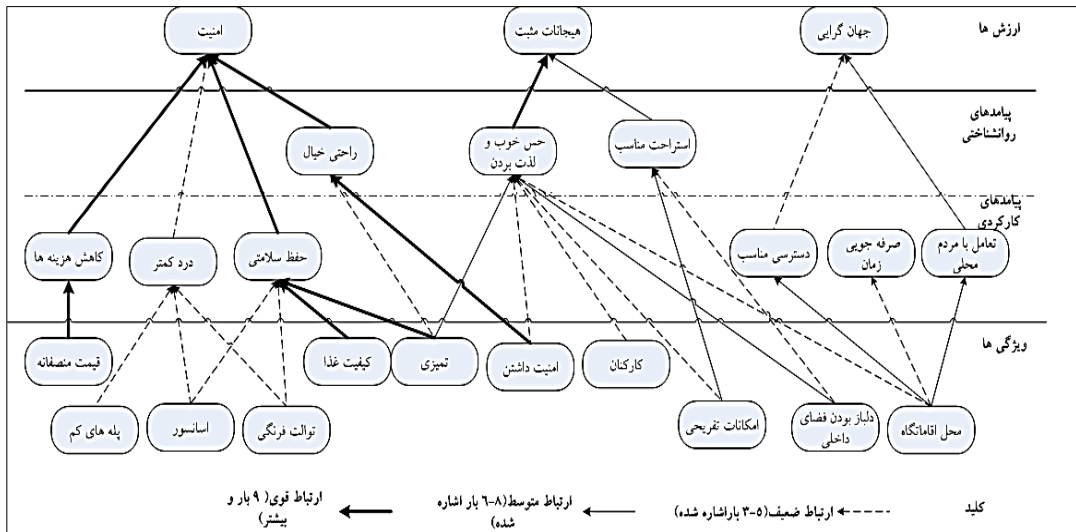 ارزش ها
جهان گرایی
هیجانات مثبت
امنیت
پیامدهای
روانشناختی
استراحت مناسب
حس خوب و
لذت بردن
راحتی خیال
پیامدهای
کارکردی
تعامل با مردم
محلی
صرفه جویی
زمان
دسترسی مناسب
حفظ سلامتی
درد کمتر
کاهش هزینه ها
ویژگی ها
کارکنان
امنیت داشتن
تمیزی
کیفیت غذا
قیمت منصفانه
محل اقامتگاه
دلباز بودن فضای
داخلی
امکانات تفریحی
توالت فرنگی
آسانسور
پله های کم
کلید
ارتباط ضعیف(۵-۳ باراشاره شده)
ارتباط متوسط(۸-۶ بار اشاره
شده)
ارتباط قوی( ۹ بار و
بیشتر)